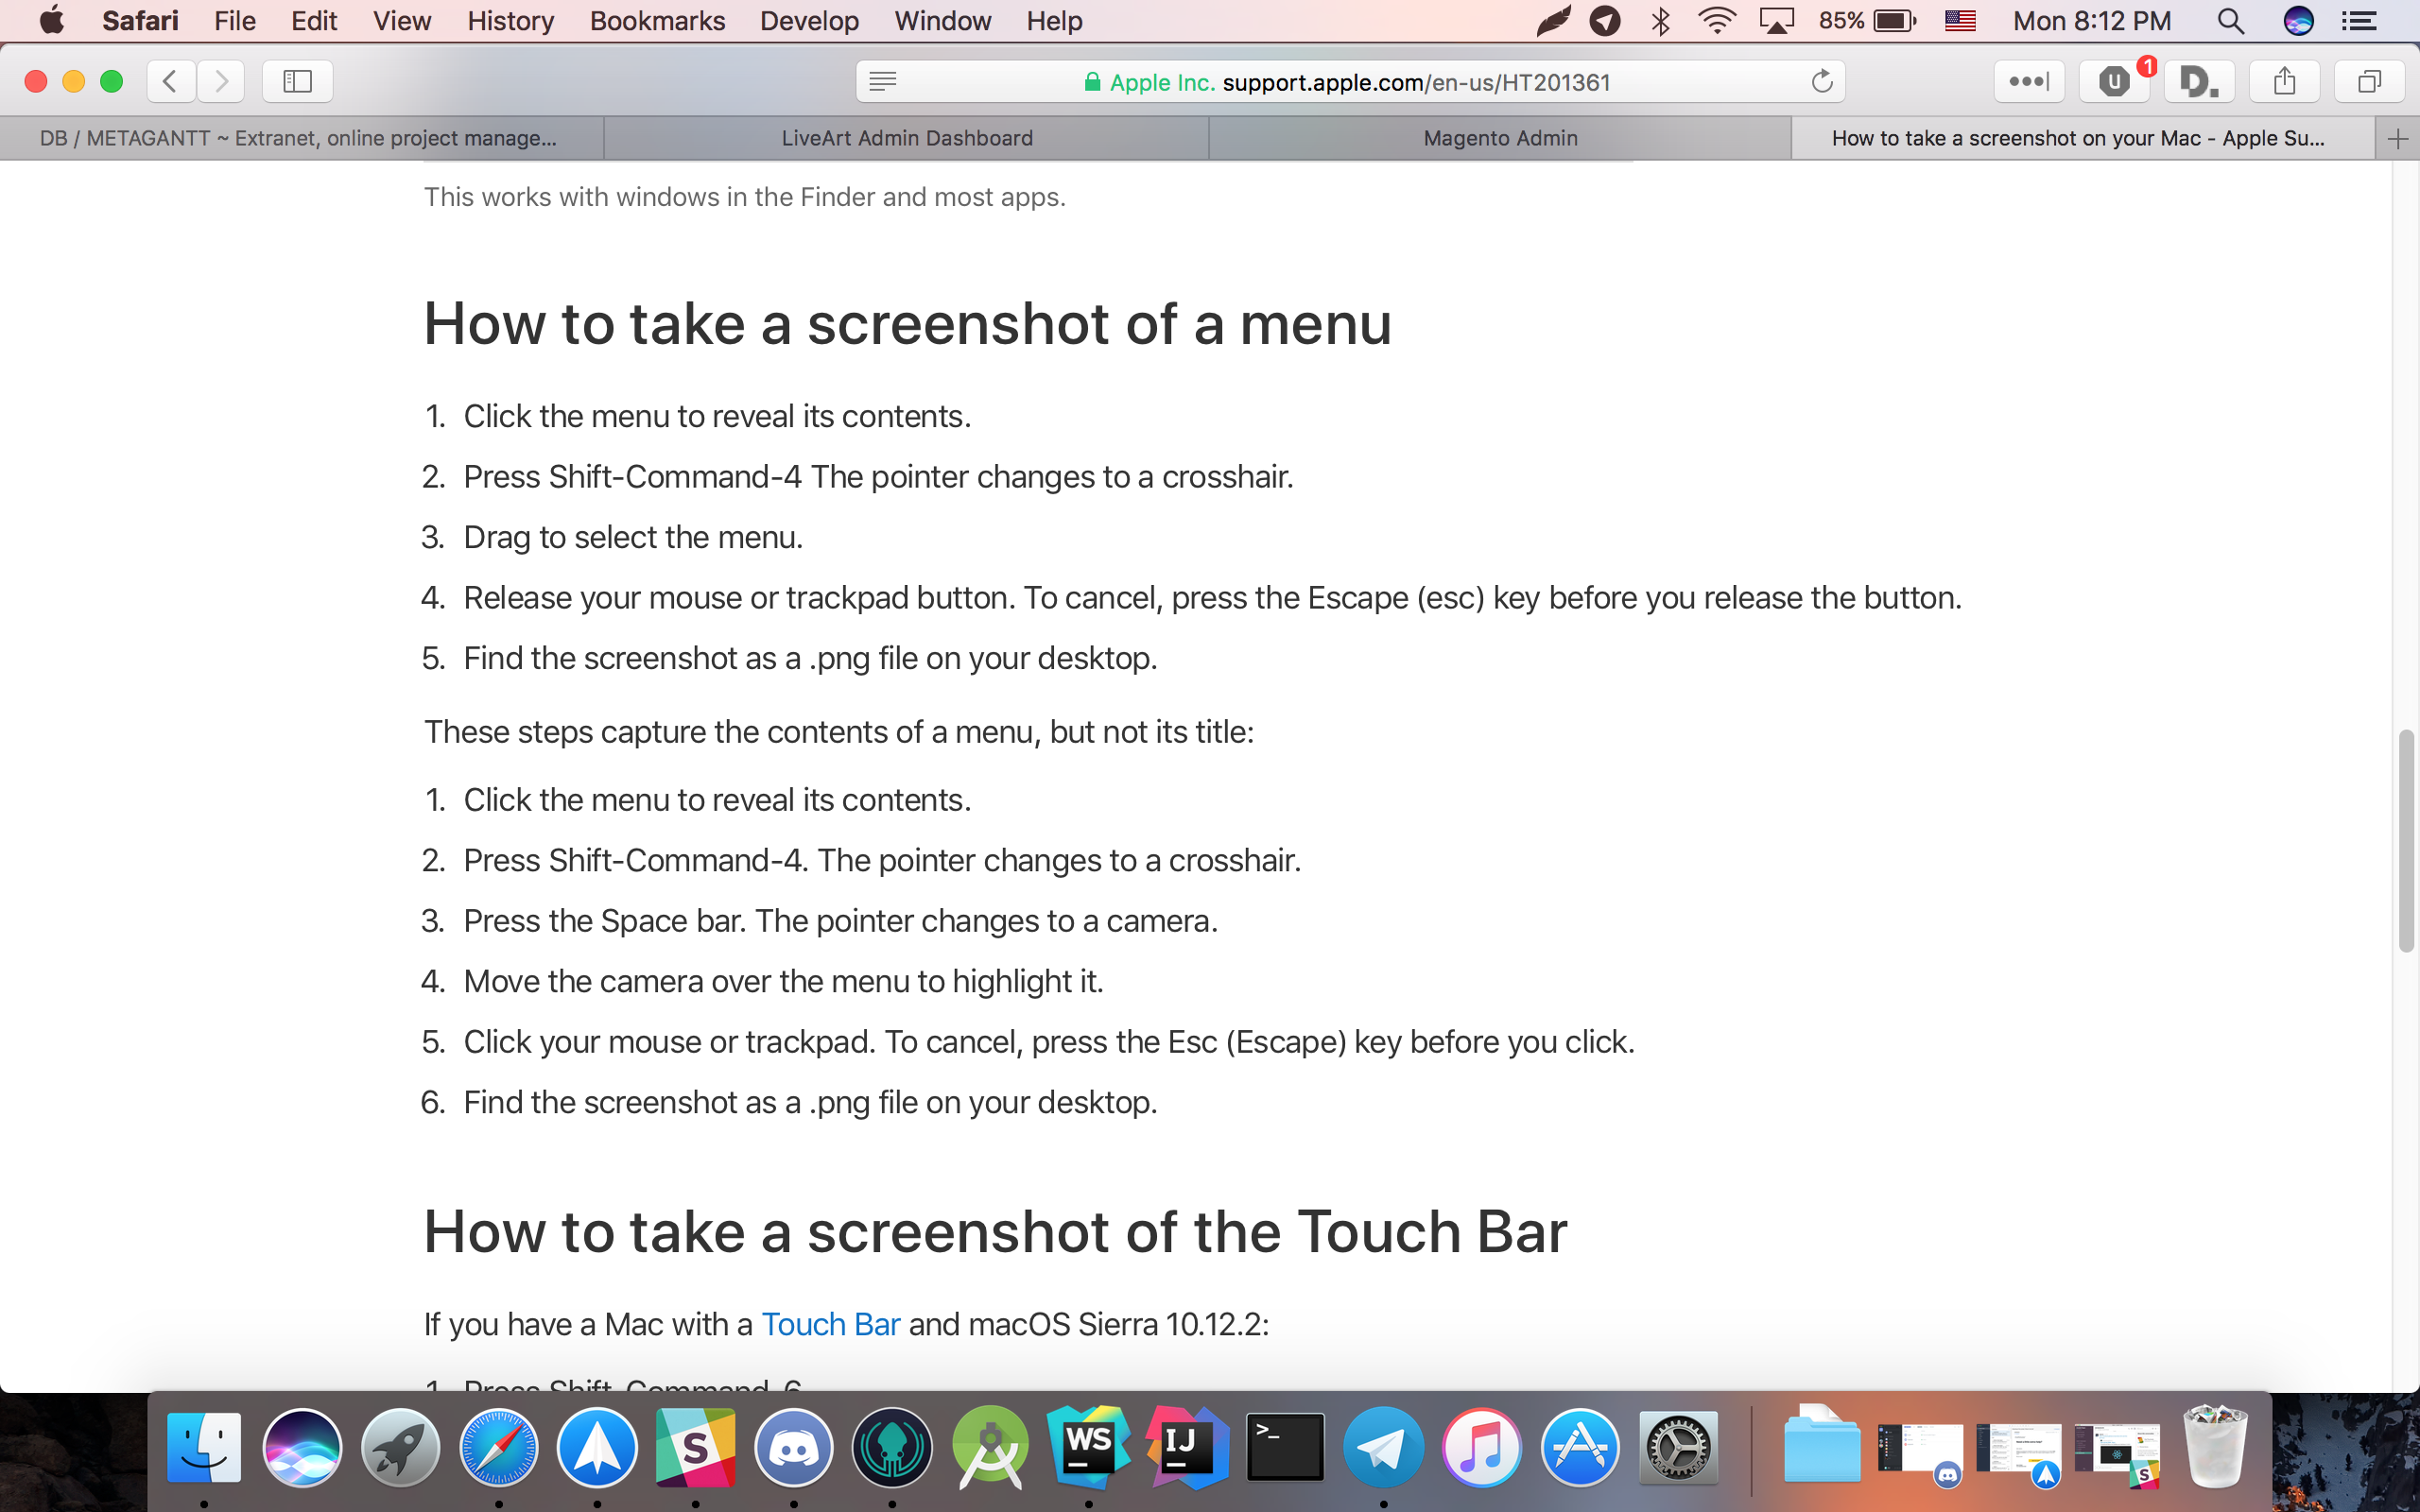 Safari File Edit View History Bookmarks Develop Window Help 85% Mon 8:12 PM
Apple Inc. support.apple.com/en-us/HT201361
U 1 D.
DB / METAGANTT ~ Extranet, online project manage... LiveArt Admin Dashboard Magento Admin How to take a screenshot on your Mac - Apple Su...
This works with windows in the Finder and most apps.
How to take a screenshot of a menu
1. Click the menu to reveal its contents.
2. Press Shift-Command-4 The pointer changes to a crosshair.
3. Drag to select the menu.
4. Release your mouse or trackpad button. To cancel, press the Escape (esc) key before you release the button.
5. Find the screenshot as a .png file on your desktop.
These steps capture the contents of a menu, but not its title:
1. Click the menu to reveal its contents.
2. Press Shift-Command-4. The pointer changes to a crosshair.
3. Press the Space bar. The pointer changes to a camera.
4. Move the camera over the menu to highlight it.
5. Click your mouse or trackpad. To cancel, press the Esc (Escape) key before you click.
6. Find the screenshot as a .png file on your desktop.
How to take a screenshot of the Touch Bar
If you have a Mac with a Touch Bar and macOS Sierra 10.12.2:
1. Press Shift-Command-6
S WS IJ >_ S